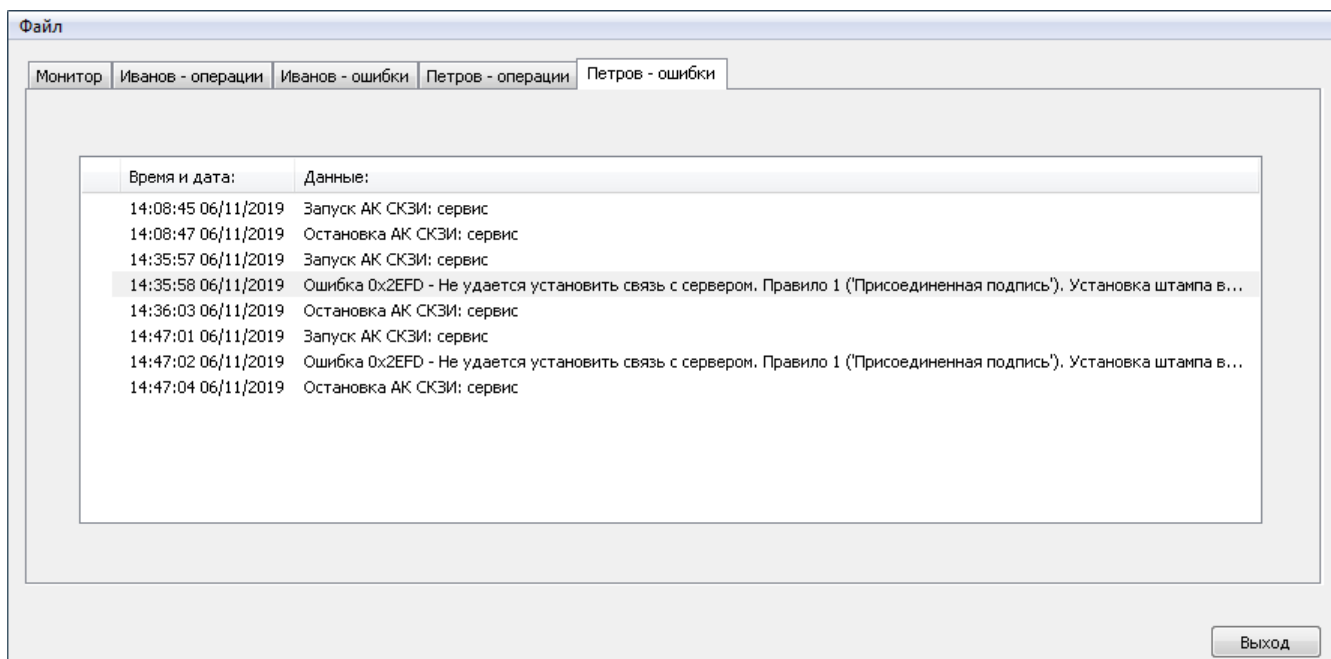 Файл
Монитор Иванов - операции Иванов - ошибки Петров - операции Петров - ошибки
Время и дата: Данные:
14:08:45 06/11/2019 Запуск АК СКЗИ: сервис
14:08:47 06/11/2019 Остановка АК СКЗИ: сервис
14:35:57 06/11/2019 Запуск АК СКЗИ: сервис
14:35:58 06/11/2019 Ошибка 0x2EFD - Не удается установить связь с сервером. Правило 1 ('Присоединенная подпись'). Установка штампа в...
14:36:03 06/11/2019 Остановка АК СКЗИ: сервис
14:47:01 06/11/2019 Запуск АК СКЗИ: сервис
14:47:02 06/11/2019 Ошибка 0x2EFD - Не удается установить связь с сервером. Правило 1 ('Присоединенная подпись'). Установка штампа в...
14:47:04 06/11/2019 Остановка АК СКЗИ: сервис
Выход